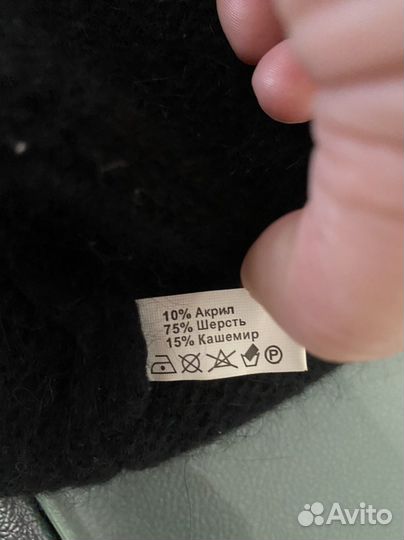 10% Акрил
75% Шерсть
15% Кашемир
P
Avito